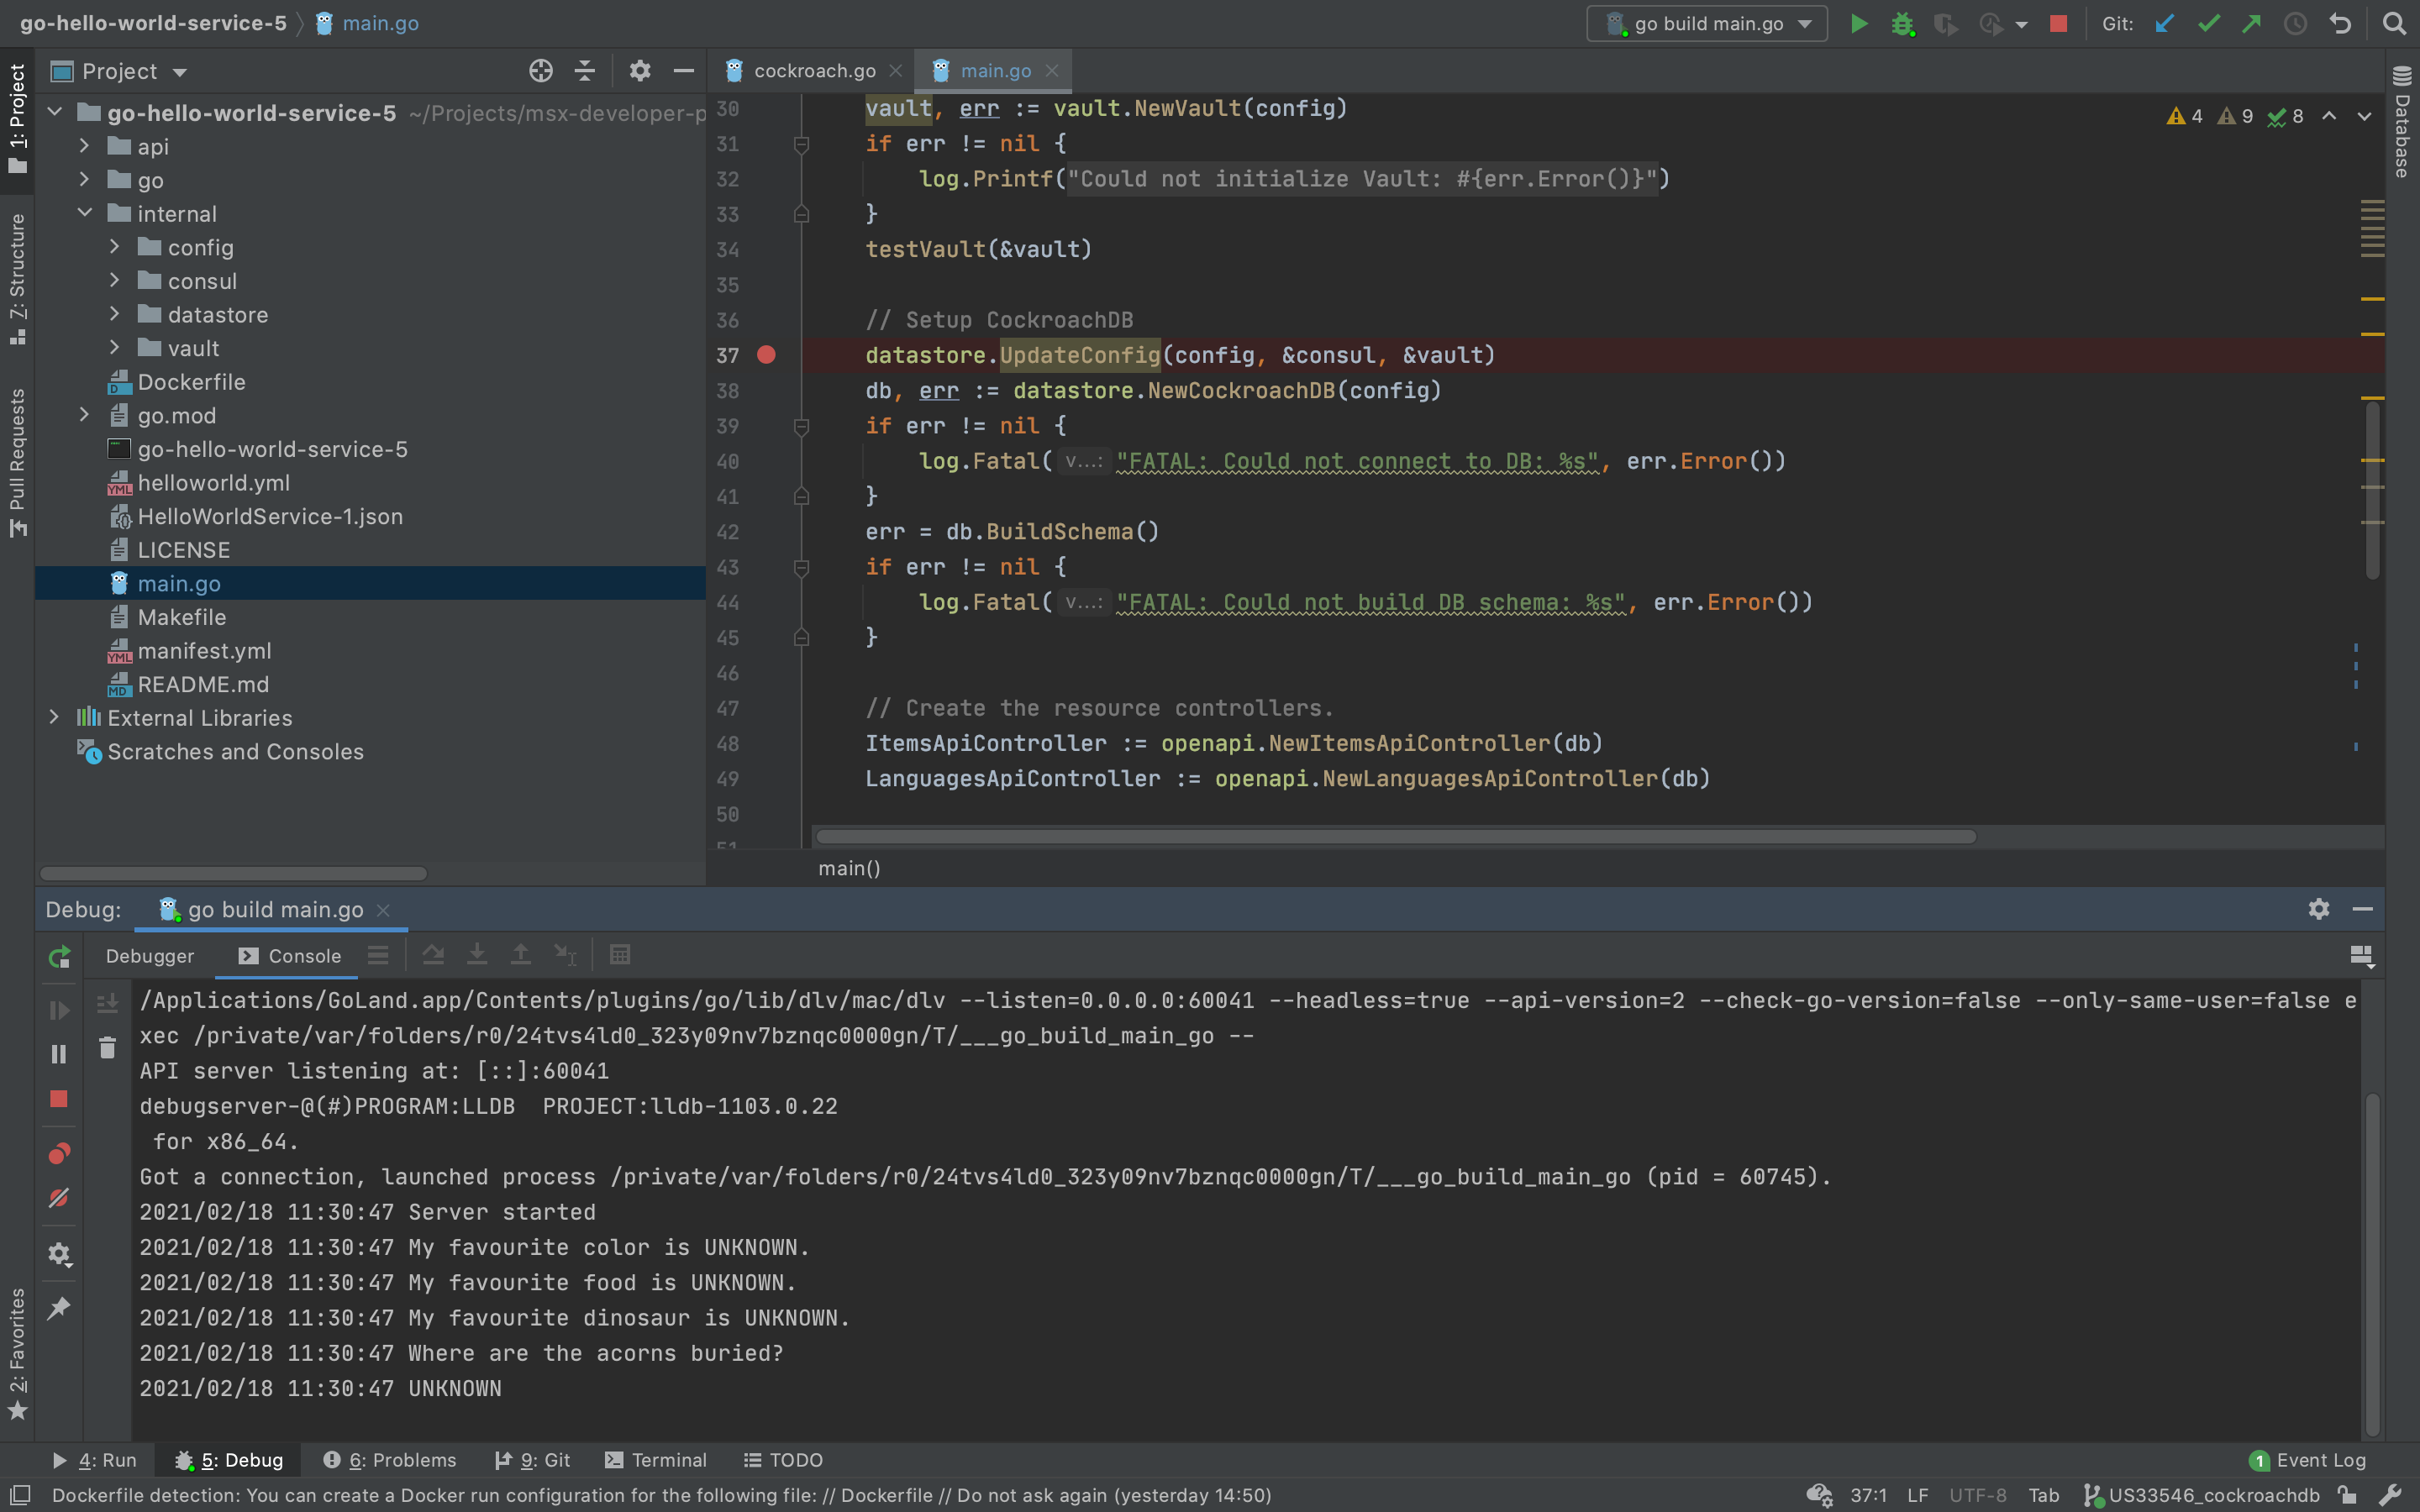 go-hello-world-service-5 main.go
go build main.go
Git:
1: Project
7: Structure
Pull Requests
2: Favorites
Database
Project
go-hello-world-service-5 ~/Projects/msx-developer-p
api
go
internal
config
consul
datastore
vault
Dockerfile
go.mod
go-hello-world-service-5
helloworld.yml
HelloWorldService-1.json
LICENSE
main.go
Makefile
manifest.yml
README.md
External Libraries
Scratches and Consoles
cockroach.go
main.go
4 9 8
30 vault, err := vault.NewVault(config)
31 if err != nil {
32 log.Printf("Could not initialize Vault: #{err.Error()}")
33 }
34 testVault(&vault)
35
36 // Setup CockroachDB
37 datastore.UpdateConfig(config, &consul, &vault)
38 db, err := datastore.NewCockroachDB(config)
39 if err != nil {
40 log.Fatal( v...: "FATAL: Could not connect to DB: %s", err.Error())
41 }
42 err = db.BuildSchema()
43 if err != nil {
44 log.Fatal( v...: "FATAL: Could not build DB schema: %s", err.Error())
45 }
46
47 // Create the resource controllers.
48 ItemsApiController := openapi.NewItemsApiController(db)
49 LanguagesApiController := openapi.NewLanguagesApiController(db)
50
51
main()
Debug: go build main.go
Debugger Console
/Applications/GoLand.app/Contents/plugins/go/lib/dlv/mac/dlv --listen=0.0.0.0:60041 --headless=true --api-version=2 --check-go-version=false --only-same-user=false e
xec /private/var/folders/r0/24tvs4ld0_323y09nv7bznqc0000gn/T/___go_build_main_go --
API server listening at: [::]:60041
debugserver-@(#)PROGRAM:LLDB  PROJECT:lldb-1103.0.22
 for x86_64.
Got a connection, launched process /private/var/folders/r0/24tvs4ld0_323y09nv7bznqc0000gn/T/___go_build_main_go (pid = 60745).
2021/02/18 11:30:47 Server started
2021/02/18 11:30:47 My favourite color is UNKNOWN.
2021/02/18 11:30:47 My favourite food is UNKNOWN.
2021/02/18 11:30:47 My favourite dinosaur is UNKNOWN.
2021/02/18 11:30:47 Where are the acorns buried?
2021/02/18 11:30:47 UNKNOWN
4: Run 5: Debug 6: Problems 9: Git Terminal TODO 1 Event Log
Dockerfile detection: You can create a Docker run configuration for the following file: // Dockerfile // Do not ask again (yesterday 14:50) 37:1 LF UTF-8 Tab US33546_cockroachdb